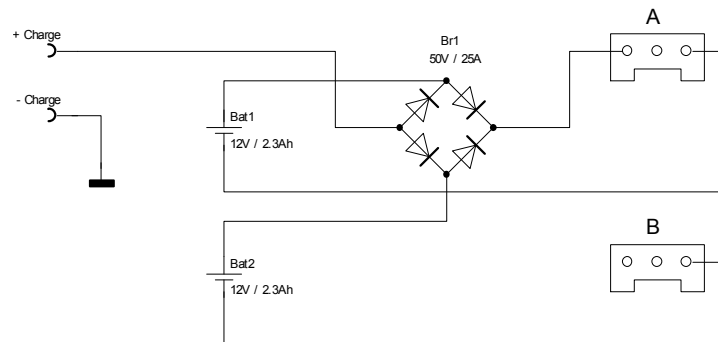 + Charge
- Charge
Br1
50V / 25A
A
Bat1
12V / 2.3Ah
B
Bat2
12V / 2.3Ah